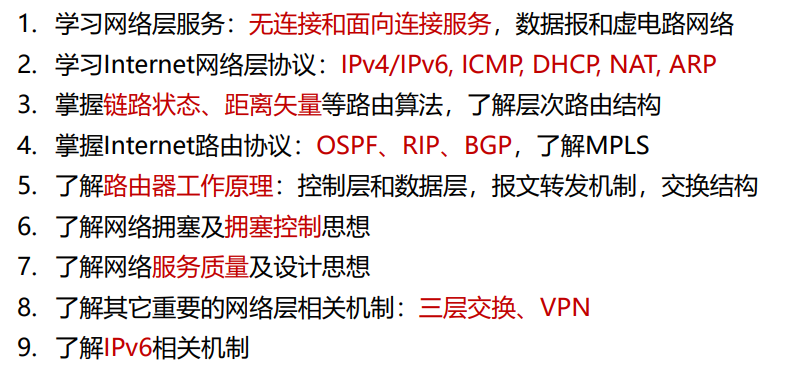 1. 学习网络层服务：无连接和面向连接服务，数据报和虚电路网络
2. 学习Internet网络层协议：IPv4/IPv6, ICMP, DHCP, NAT, ARP
3. 掌握链路状态、距离矢量等路由算法，了解层次路由结构
4. 掌握Internet路由协议：OSPF、RIP、BGP，了解MPLS
5. 了解路由器工作原理：控制层和数据层，报文转发机制，交换结构
6. 了解网络拥塞及拥塞控制思想
7. 了解网络服务质量及设计思想
8. 了解其它重要的网络层相关机制：三层交换、VPN
9. 了解IPv6相关机制